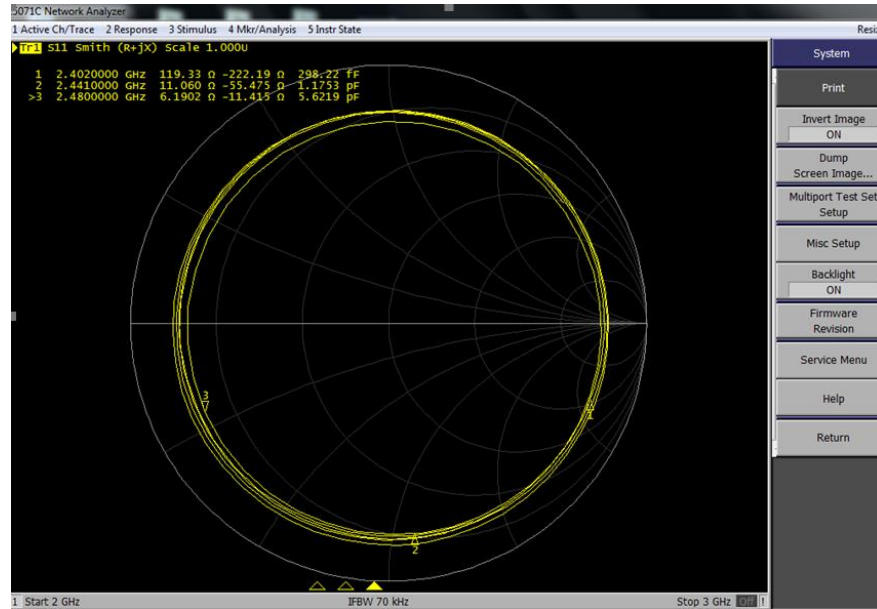 5071C Network Analyzer
1 Active Ch/Trace 2 Response 3 Stimulus 4 Mkr/Analysis 5 Instr State
Tr1 S11 Smith (R+jX) Scale 1.000U
1 2.4020000 GHz 119.33 Ω -222.19 Ω 298.22 fF
2 2.4410000 GHz 11.060 Ω -55.475 Ω 1.1753 pF
>3 2.4800000 GHz 6.1902 Ω -11.415 Ω 5.6219 pF
System
Print
Invert Image
ON
Dump
Screen Image...
Multiport Test Set
Setup
Misc Setup
Backlight
ON
Firmware
Revision
Service Menu
Help
Return
3
1
2
1 Start 2 GHz IFBW 70 kHz Stop 3 GHz Off !